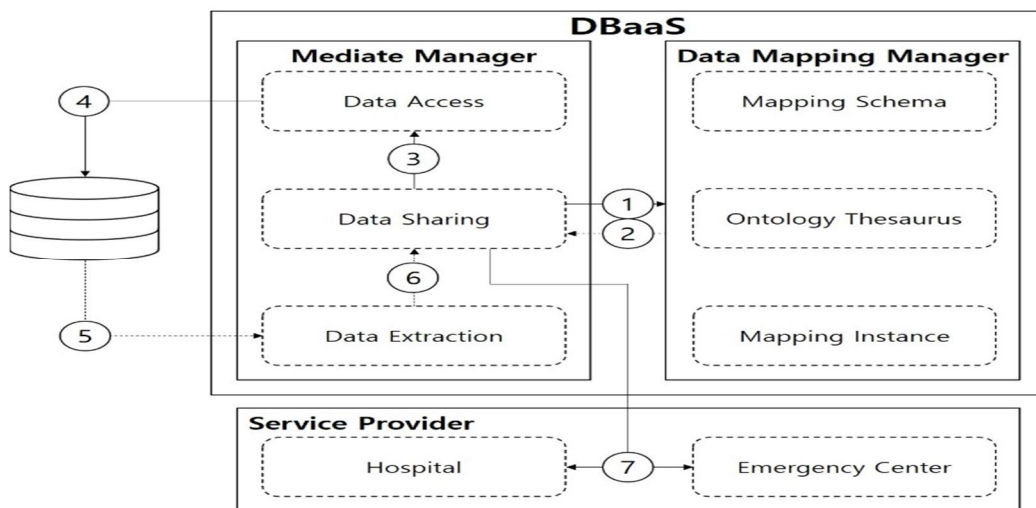 DBaaS
Mediate Manager
Data Mapping Manager
4
Data Access
Mapping Schema
3
Data Sharing
1
2
Ontology Thesaurus
6
5
Data Extraction
Mapping Instance
Service Provider
Hospital
7
Emergency Center